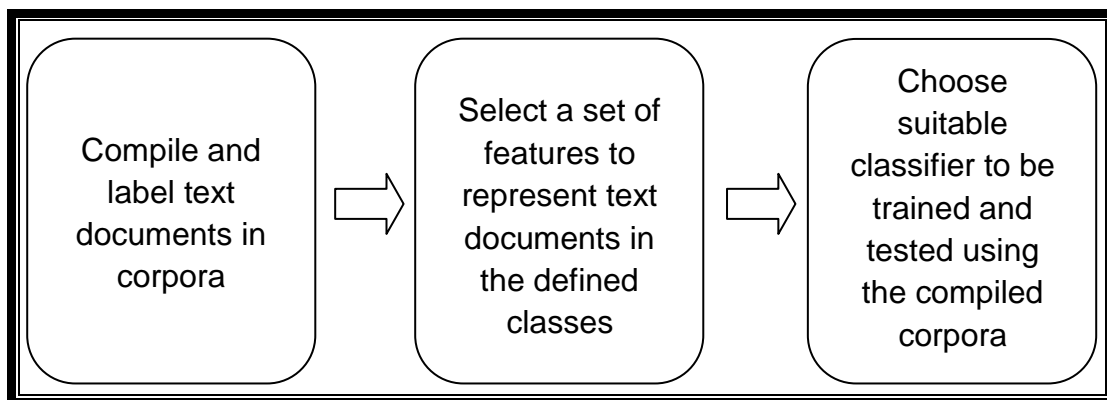 Compile and
label text
documents in
corpora
Select a set of
features to
represent text
documents in
the defined
classes
Choose
suitable
classifier to be
trained and
tested using
the compiled
corpora